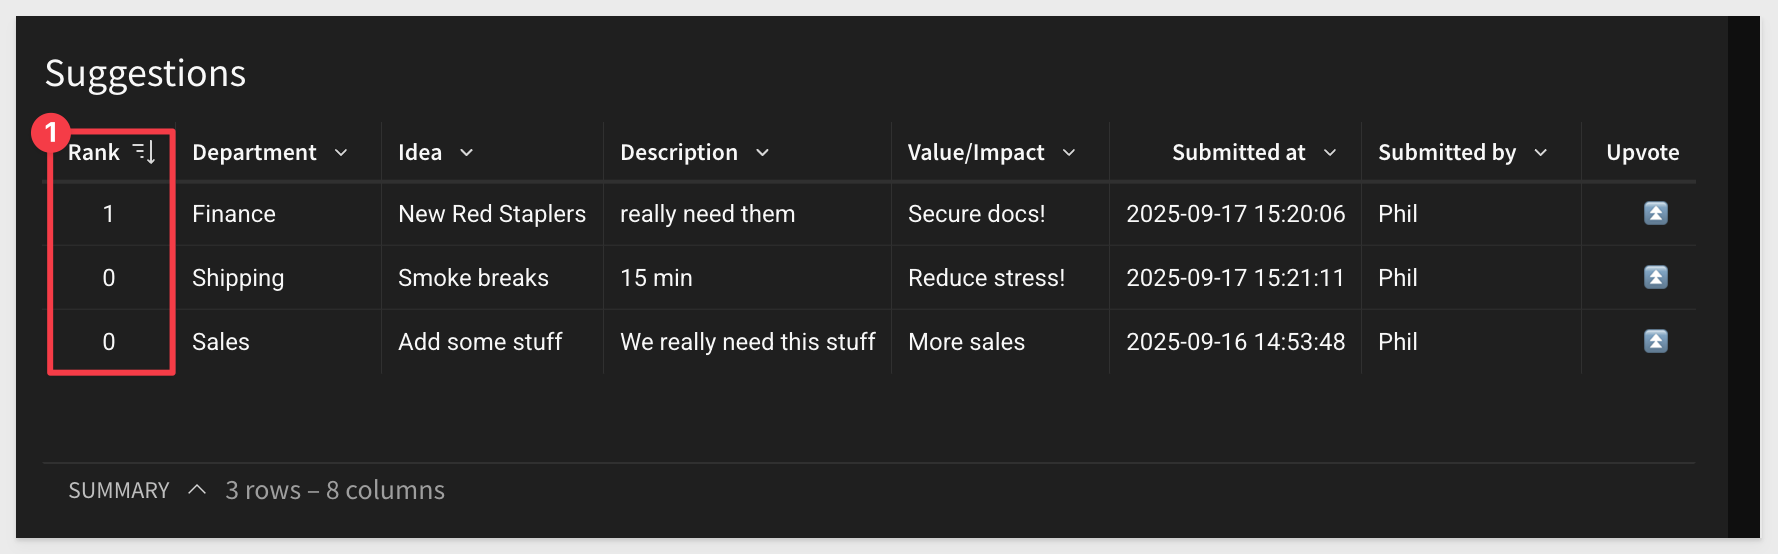 Suggestions
1
Rank Department Idea Description Value/Impact Submitted at Submitted by Upvote
1 Finance New Red Staplers really need them Secure docs! 2025-09-17 15:20:06 Phil
0 Shipping Smoke breaks 15 min Reduce stress! 2025-09-17 15:21:11 Phil
0 Sales Add some stuff We really need this stuff More sales 2025-09-16 14:53:48 Phil
SUMMARY 3 rows – 8 columns